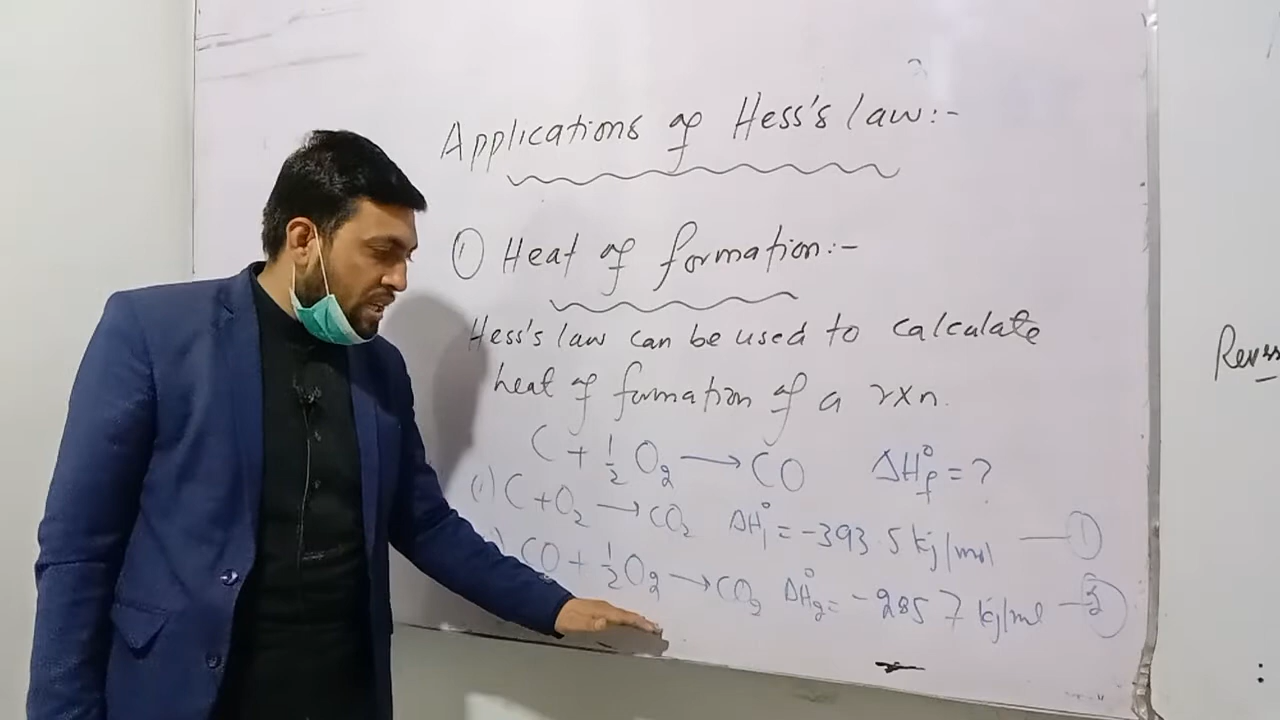 Applications of Hess's law:-
① Heat of formation:-
Hess's law can be used to calculate
heat of formation of a rxn.
C + 1/2 O₂ → CO ΔH°f = ?
(i) C + O₂ → CO₂ ΔH°₁ = -393.5 kj/mol — ①
CO + 1/2 O₂ → CO₂ ΔH°₂ = -285 7 kj/mol —